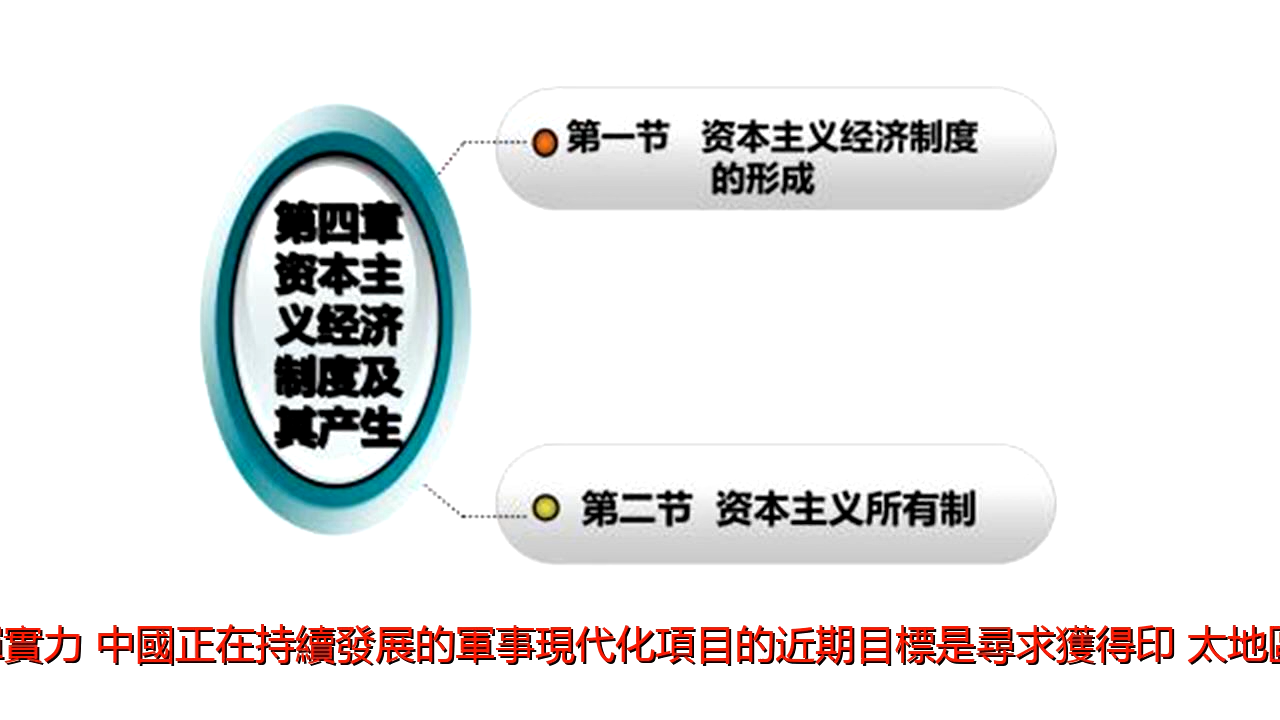 第四章
资本主
义经济
制度及
其产生
第一节 资本主义经济制度
的形成
第二节 资本主义所有制
實力 中國正在持續發展的軍事現代化項目的近期目標是尋求獲得印 太地